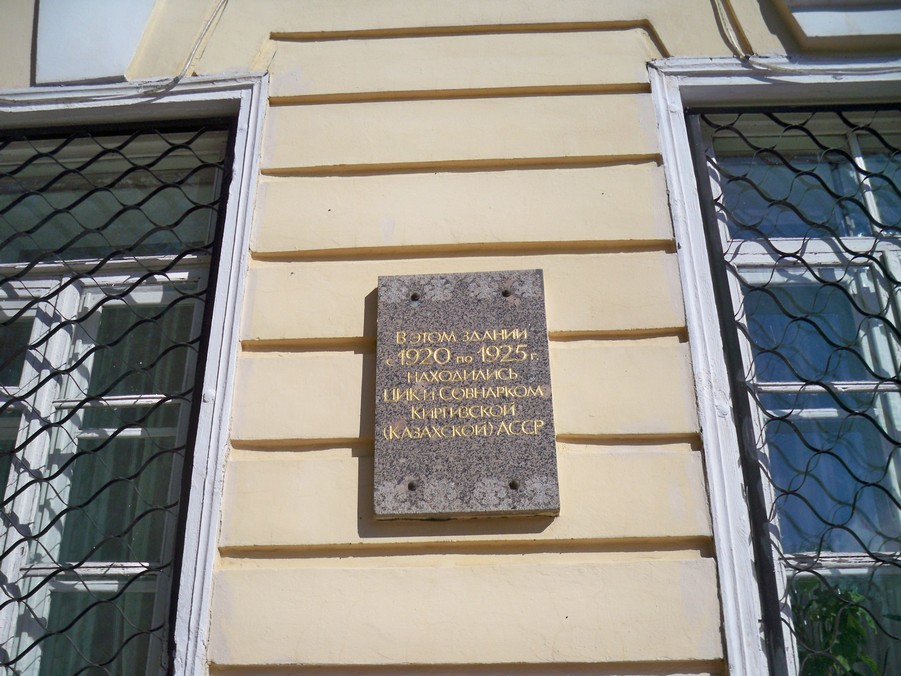 В ЭТОМ ЗДАНИИ
с 1920 по 1925 г.
НАХОДИЛИСЬ
ЦИК И СОВНАРКОМ
КИРГИЗСКОЙ
(КАЗАХСКОЙ) АССР